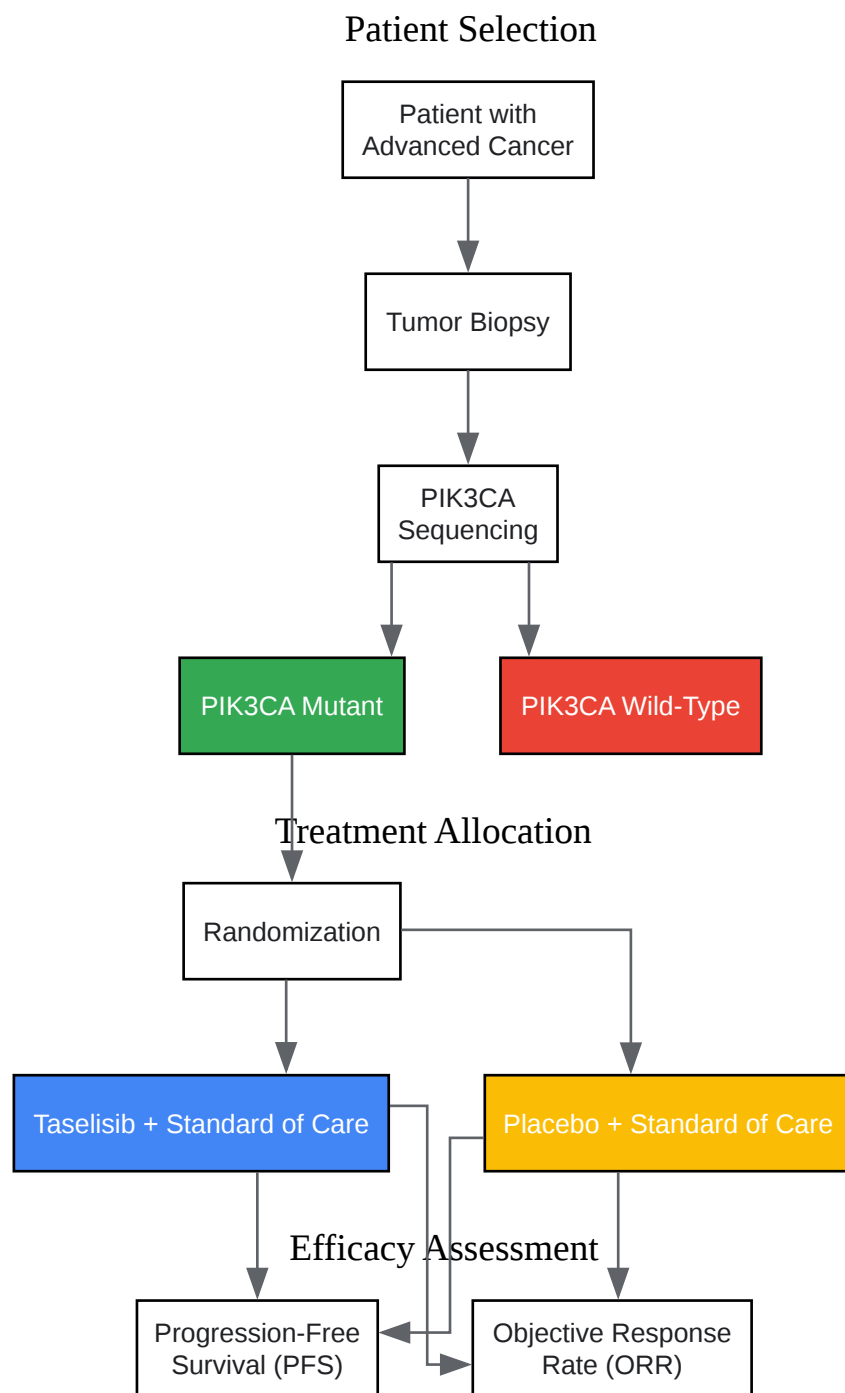 Patient Selection
Patient with
Advanced Cancer
Tumor Biopsy
PIK3CA
Sequencing
PIK3CA Mutant
PIK3CA Wild-Type
Treatment Allocation
Randomization
Taselisib + Standard of Care
Placebo + Standard of Care
Efficacy Assessment
Progression-Free
Survival (PFS)
Objective Response
Rate (ORR)